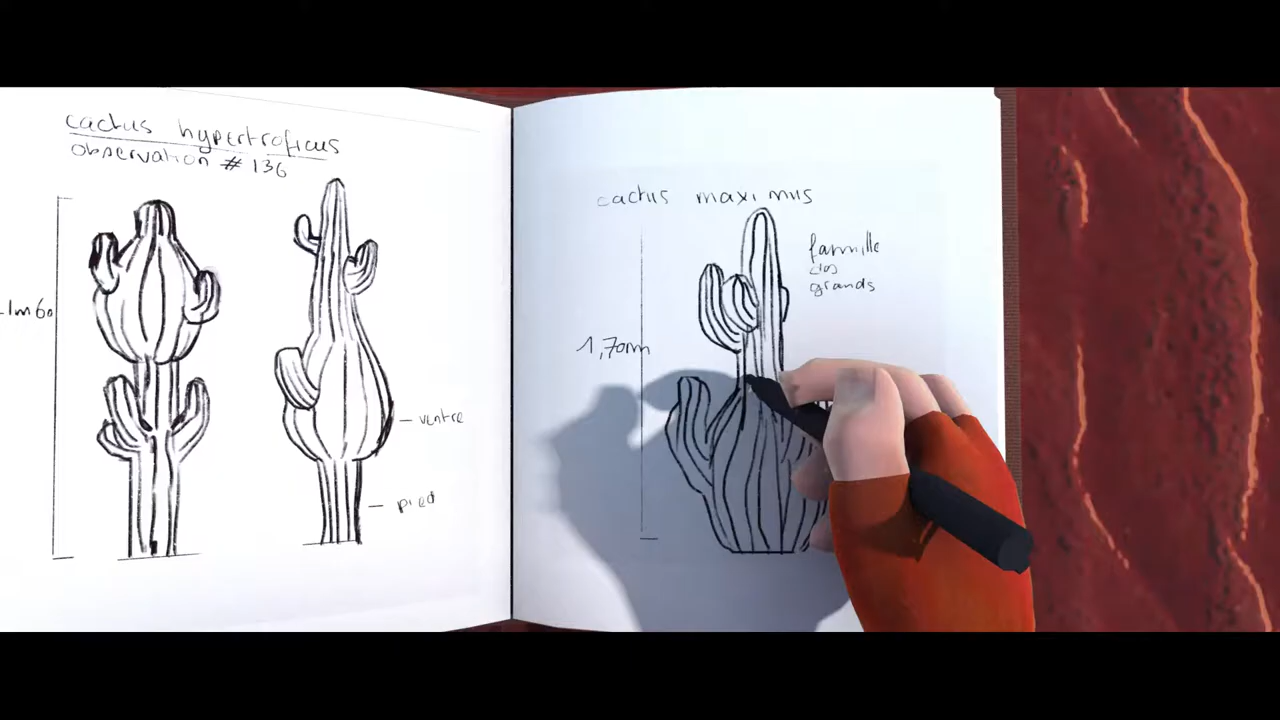 cactus hypertroficus
observation # 136
1m60
ventre
pied
cactus maximus
famille
des
grands
1,70m